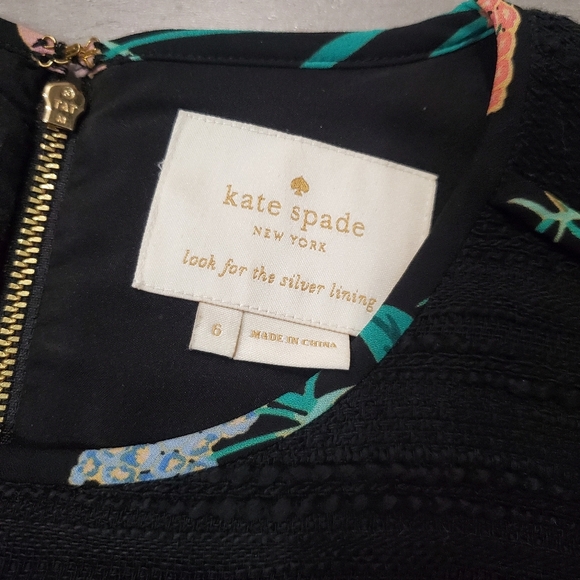 kate spade
NEW YORK
look for the silver lining
6
MADE IN CHINA